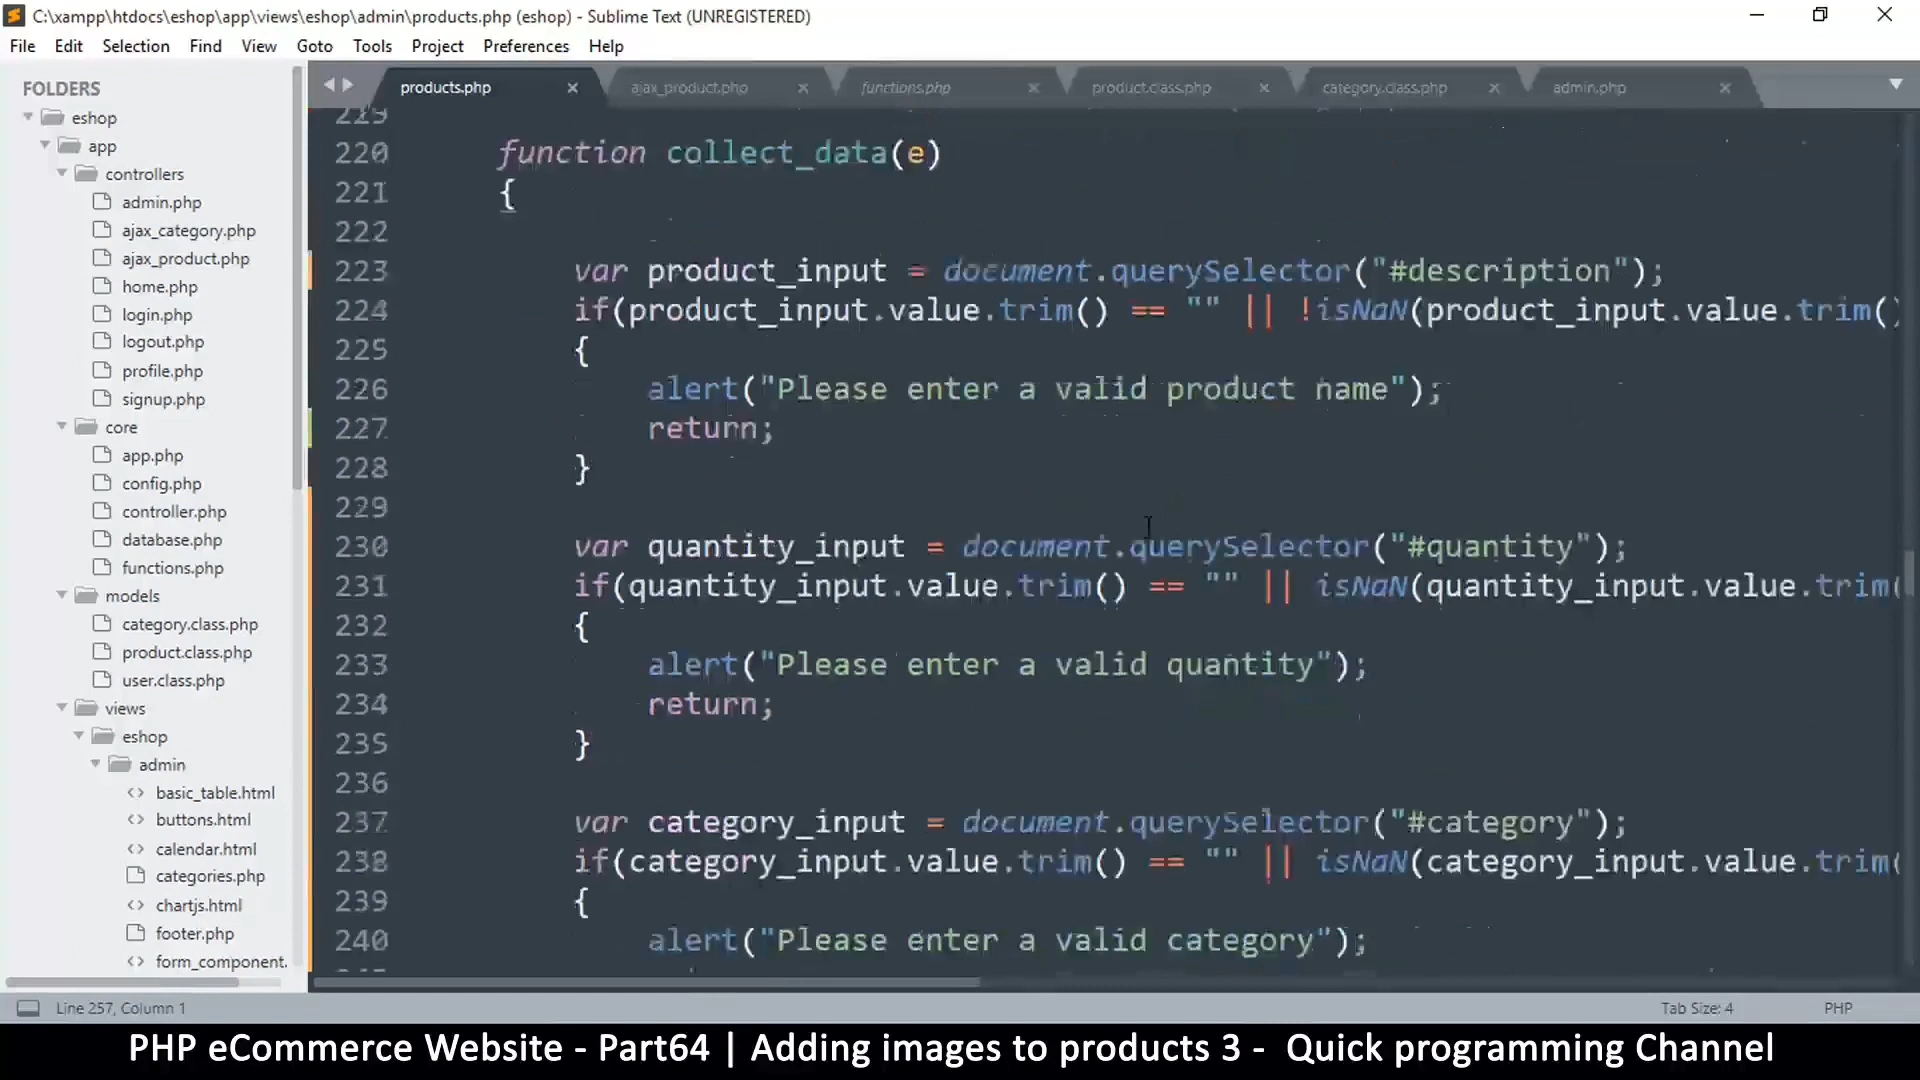 C:\xampp\htdocs\eshop\app\views\eshop\admin\products.php (eshop) - Sublime Text (UNREGISTERED)
File Edit Selection Find View Goto Tools Project Preferences Help
FOLDERS
eshop
app
controllers
admin.php
ajax_category.php
ajax_product.php
home.php
login.php
logout.php
profile.php
signup.php
core
app.php
config.php
controller.php
database.php
functions.php
models
category.class.php
product.class.php
user.class.php
views
eshop
admin
basic_table.html
buttons.html
calendar.html
categories.php
chartjs.html
footer.php
form_component.
products.php ajax_product.php functions.php product.class.php category.class.php admin.php
219
220 function collect_data(e)
221 {
222
223 var product_input = document.querySelector("#description");
224 if(product_input.value.trim() == "" || !isNaN(product_input.value.trim()
225 {
226 alert("Please enter a valid product name");
227 return;
228 }
229
230 var quantity_input = document.querySelector("#quantity");
231 if(quantity_input.value.trim() == "" || isNaN(quantity_input.value.trim(
232 {
233 alert("Please enter a valid quantity");
234 return;
235 }
236
237 var category_input = document.querySelector("#category");
238 if(category_input.value.trim() == "" || isNaN(category_input.value.trim(
239 {
240 alert("Please enter a valid category");
Line 257, Column 1
Tab Size: 4 PHP
PHP eCommerce Website - Part64 | Adding images to products 3 - Quick programming Channel